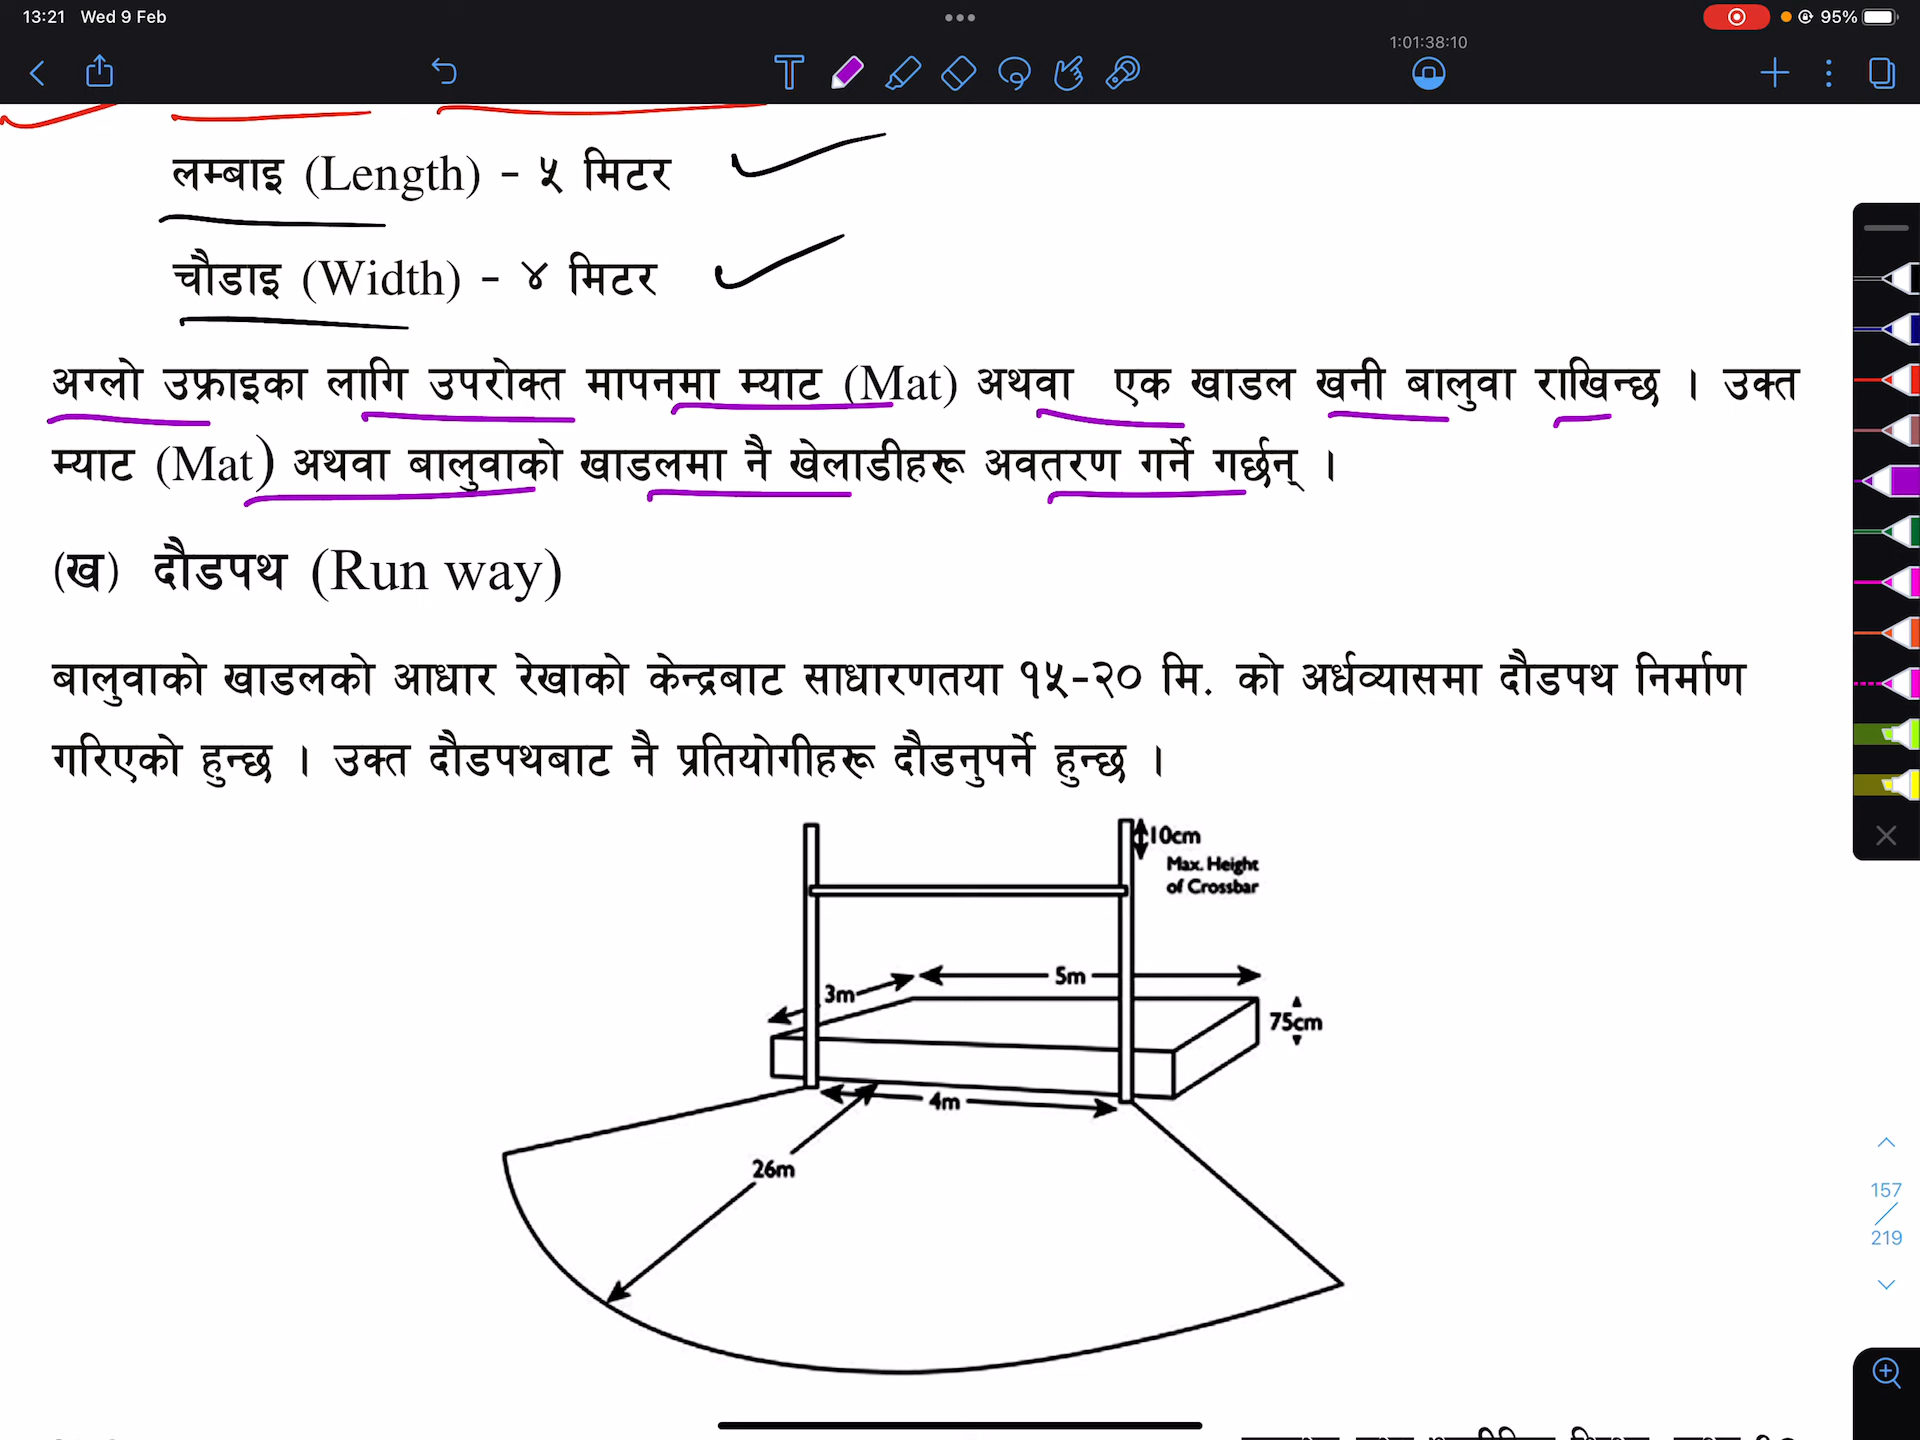 13:21 Wed 9 Feb
95%
1:01:38:10
लम्बाइ (Length) - ५ मिटर
चौडाइ (Width) - ४ मिटर
अग्लो उफ्राइका लागि उपरोक्त मापनमा म्याट (Mat) अथवा एक खाडल खनी बालुवा राखिन्छ । उक्त
म्याट (Mat) अथवा बालुवाको खाडलमा नै खेलाडीहरू अवतरण गर्ने गर्छन् ।
(ख) दौडपथ (Run way)
बालुवाको खाडलको आधार रेखाको केन्द्रबाट साधारणतया १५-२० मि. को अर्धव्यासमा दौडपथ निर्माण
गरिएको हुन्छ । उक्त दौडपथबाट नै प्रतियोगीहरू दौडनुपर्ने हुन्छ ।
10cm
Max. Height
of Crossbar
5m
3m
75cm
4m
26m
157
219